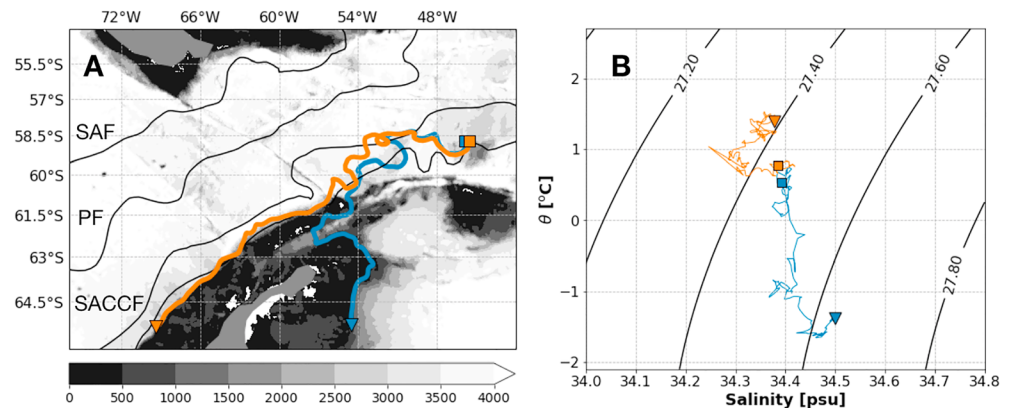 72°W 66°W 60°W 54°W 48°W
A
55.5°S
57°S
58.5°S
60°S
61.5°S
63°S
64.5°S
SAF
PF
SACCF
0 500 1000 1500 2000 2500 3000 3500 4000
B
27.20
27.40
27.60
27.80
θ [°C]
2
1
0
−1
−2
34.0 34.1 34.2 34.3 34.4 34.5 34.6 34.7 34.8
Salinity [psu]